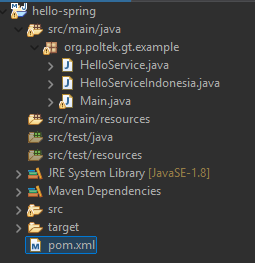 hello-spring
src/main/java
org.poltek.gt.example
HelloService.java
HelloServiceIndonesia.java
Main.java
src/main/resources
src/test/java
src/test/resources
JRE System Library [JavaSE-1.8]
Maven Dependencies
src
target
pom.xml